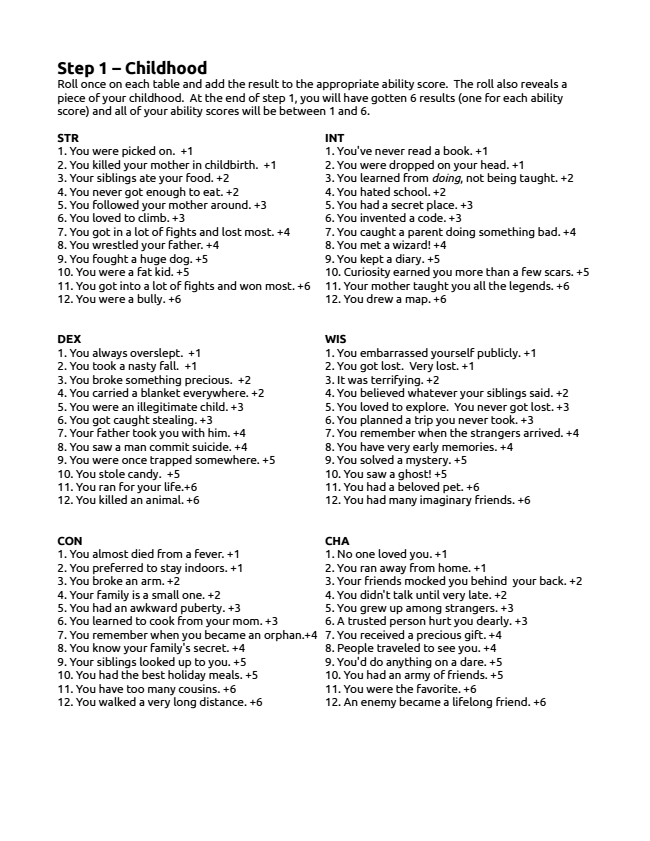 Step 1 – Childhood
Roll once on each table and add the result to the appropriate ability score.  The roll also reveals a
piece of your childhood.  At the end of step 1, you will have gotten 6 results (one for each ability
score) and all of your ability scores will be between 1 and 6.
STR
1. You were picked on.  +1
2. You killed your mother in childbirth.  +1
3. Your siblings ate your food. +2
4. You never got enough to eat. +2
5. You followed your mother around. +3
6. You loved to climb. +3
7. You got in a lot of fights and lost most. +4
8. You wrestled your father. +4
9. You fought a huge dog. +5
10. You were a fat kid. +5
11. You got into a lot of fights and won most. +6
12. You were a bully. +6
INT
1. You've never read a book. +1
2. You were dropped on your head. +1
3. You learned from doing, not being taught. +2
4. You hated school. +2
5. You had a secret place. +3
6. You invented a code. +3
7. You caught a parent doing something bad. +4
8. You met a wizard! +4
9. You kept a diary. +5
10. Curiosity earned you more than a few scars. +5
11. Your mother taught you all the legends. +6
12. You drew a map. +6
DEX
1. You always overslept.  +1
2. You took a nasty fall.  +1
3. You broke something precious.  +2
4. You carried a blanket everywhere. +2
5. You were an illegitimate child. +3
6. You got caught stealing. +3
7. Your father took you with him. +4
8. You saw a man commit suicide. +4
9. You were once trapped somewhere. +5
10. You stole candy.  +5
11. You ran for your life.+6
12. You killed an animal. +6
WIS
1. You embarrassed yourself publicly. +1
2. You got lost.  Very lost. +1
3. It was terrifying. +2
4. You believed whatever your siblings said. +2
5. You loved to explore.  You never got lost. +3
6. You planned a trip you never took. +3
7. You remember when the strangers arrived. +4
8. You have very early memories. +4
9. You solved a mystery. +5
10. You saw a ghost! +5
11. You had a beloved pet. +6
12. You had many imaginary friends. +6
CON
1. You almost died from a fever. +1
2. You preferred to stay indoors. +1
3. You broke an arm. +2
4. Your family is a small one. +2
5. You had an awkward puberty. +3
6. You learned to cook from your mom. +3
7. You remember when you became an orphan.+4
8. You know your family's secret. +4
9. Your siblings looked up to you. +5
10. You had the best holiday meals. +5
11. You have too many cousins. +6
12. You walked a very long distance. +6
CHA
1. No one loved you. +1
2. You ran away from home. +1
3. Your friends mocked you behind  your back. +2
4. You didn't talk until very late. +2
5. You grew up among strangers. +3
6. A trusted person hurt you dearly. +3
7. You received a precious gift. +4
8. People traveled to see you. +4
9. You'd do anything on a dare. +5
10. You had an army of friends. +5
11. You were the favorite. +6
12. An enemy became a lifelong friend. +6